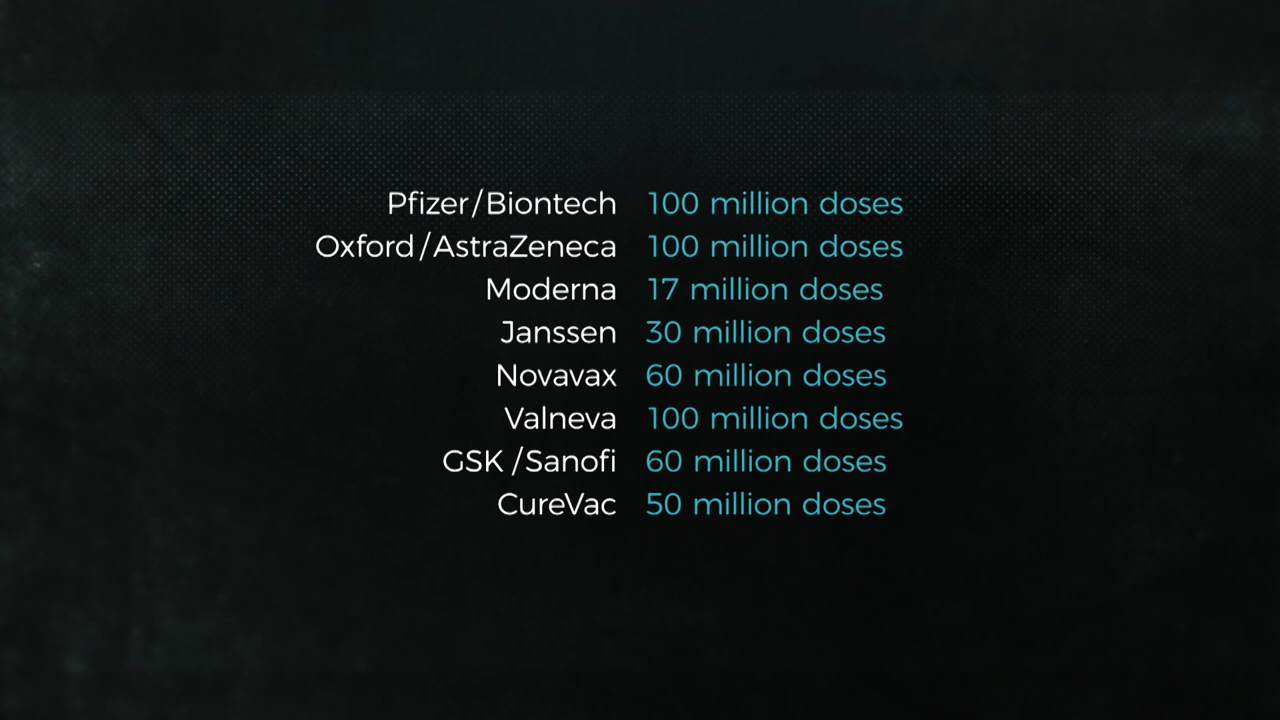 Pfizer/Biontech 100 million doses
Oxford/AstraZeneca 100 million doses
Moderna 17 million doses
Janssen 30 million doses
Novavax 60 million doses
Valneva 100 million doses
GSK /Sanofi 60 million doses
CureVac 50 million doses